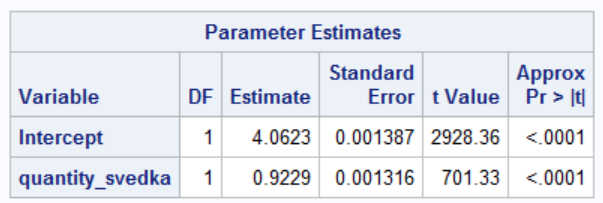 Parameter Estimates
Variable DF Estimate Standard Error t Value Approx Pr > |t|
Intercept 1 4.0623 0.001387 2928.36 <.0001
quantity_svedka 1 0.9229 0.001316 701.33 <.0001